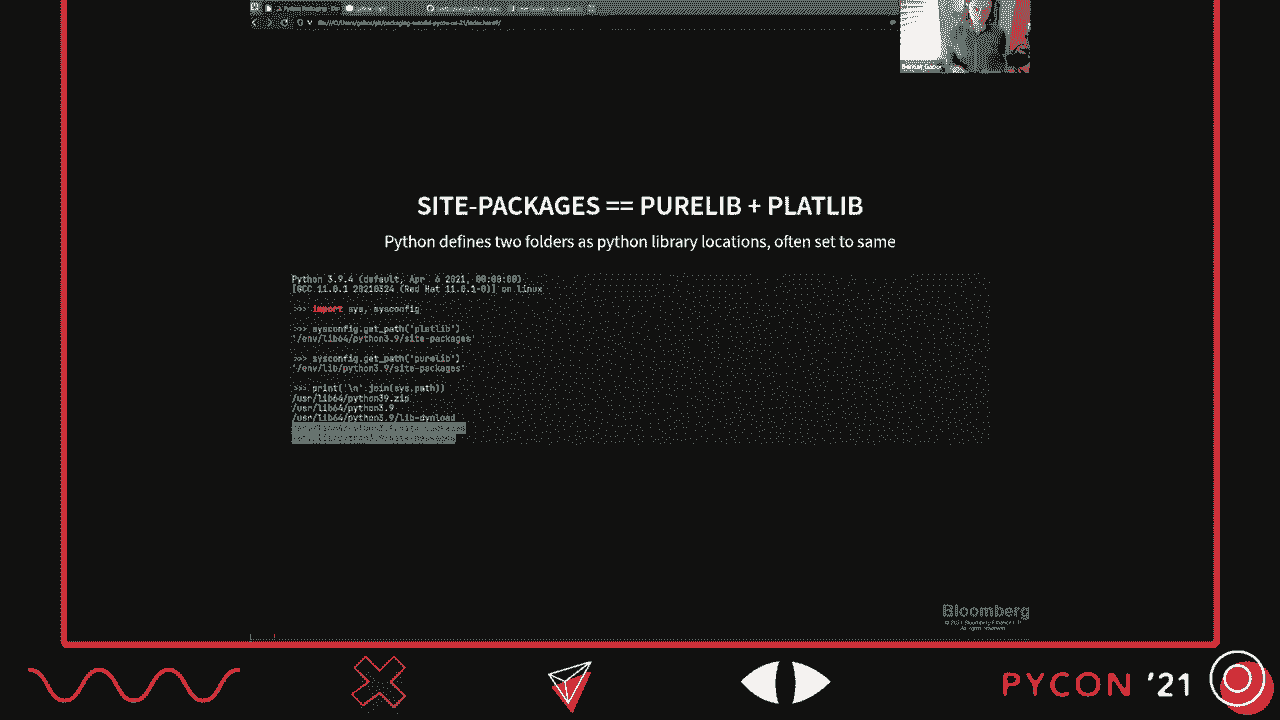 SITE-PACKAGES == PURELIB + PLATLIB
Python defines two folders as python library locations, often set to same
Python 3.9.4 (default, Apr 6 2021, 00:00:00)
[GCC 11.0.1 20210324 (Red Hat 11.0.1-0)] on linux
>>> import sys, sysconfig
>>> sysconfig.get_path('platlib')
'/env/lib64/python3.9/site-packages'
>>> sysconfig.get_path('purelib')
'/env/lib/python3.9/site-packages'
>>> print('\n'.join(sys.path))
/usr/lib64/python39.zip
/usr/lib64/python3.9
/usr/lib64/python3.9/lib-dynload
Bloomberg
All rights reserved.
PYCON '21